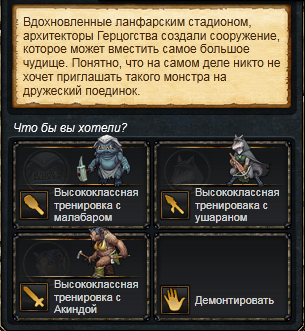 Вдохновленные ланфарским стадионом,
архитекторы Герцогства создали сооружение,
которое может вместить самое большое
чудище. Понятно, что на самом деле никто не
хочет приглашать такого монстра на
дружеский поединок.
Что бы вы хотели?
Высококлассная
тренировка с
малабаром
Высококлассная
тренировака с
ушараном
Высококлассная
тренировка с
Акиндой
Демонтировать